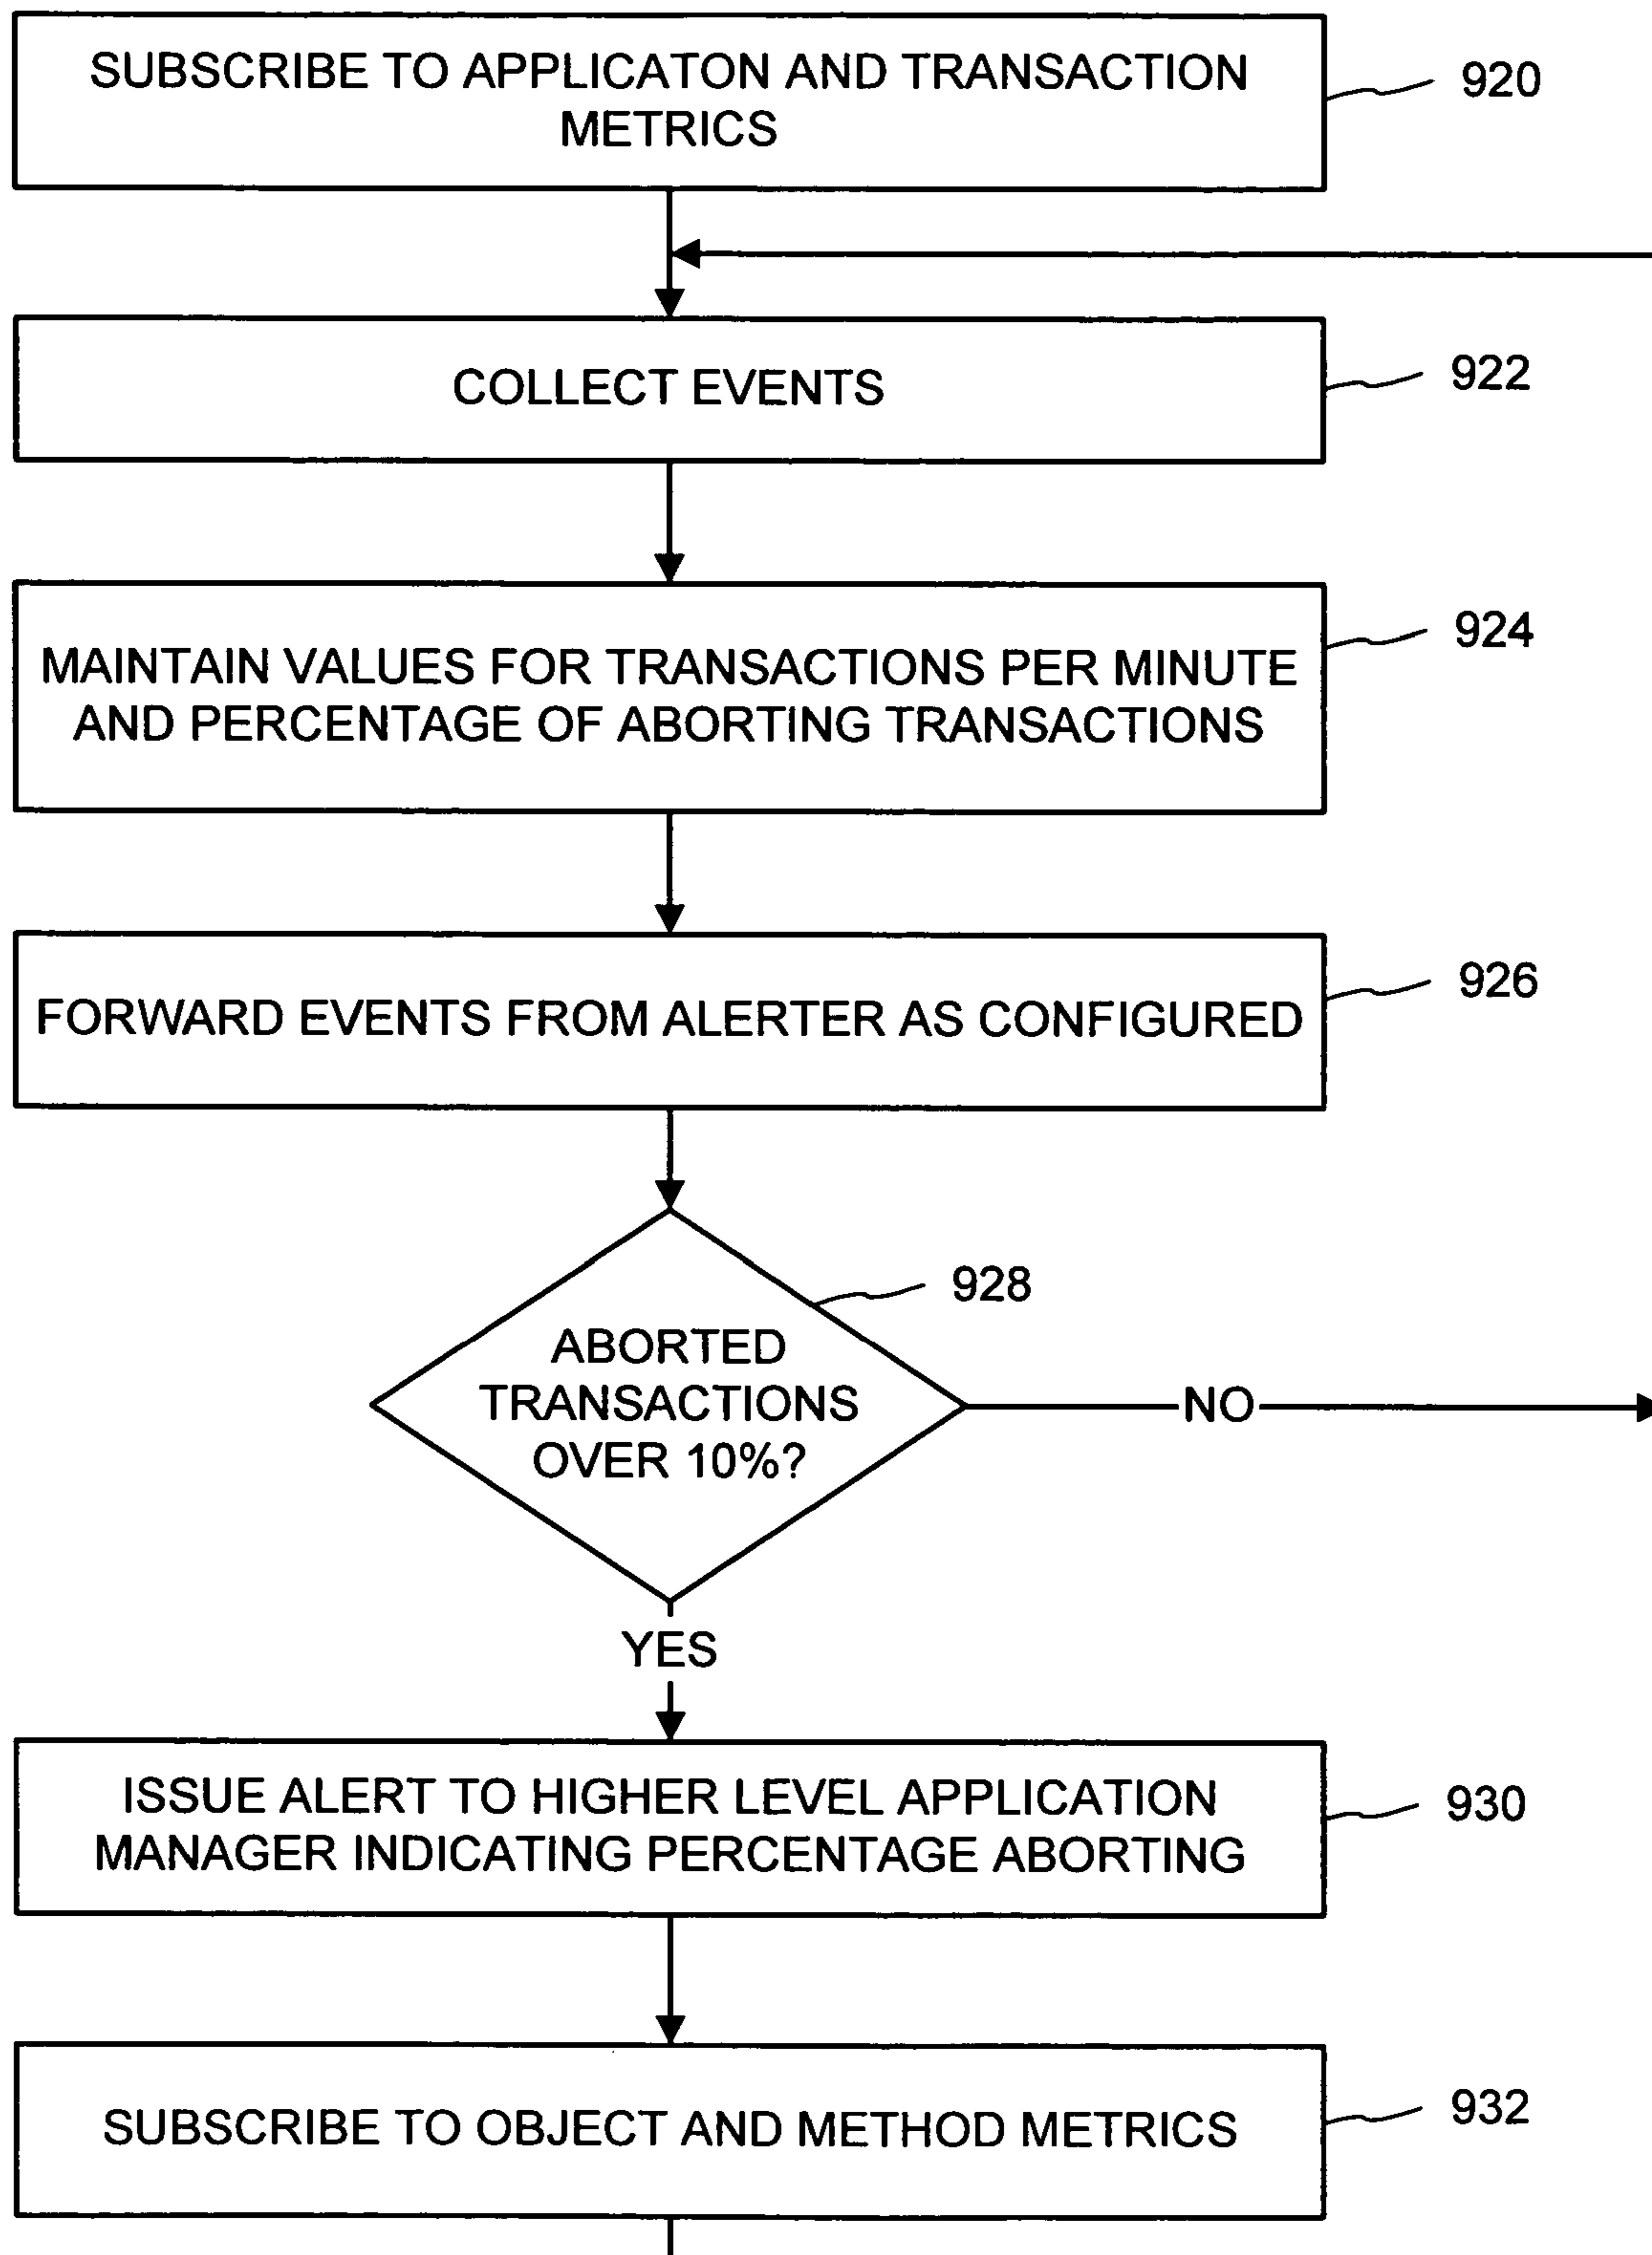 SUBSCRIBE TO APPLICATON AND TRANSACTION
METRICS
920
COLLECT EVENTS
922
MAINTAIN VALUES FOR TRANSACTIONS PER MINUTE
AND PERCENTAGE OF ABORTING TRANSACTIONS
924
FORWARD EVENTS FROM ALERTER AS CONFIGURED
926
928
ABORTED
TRANSACTIONS
OVER 10%?
NO
YES
ISSUE ALERT TO HIGHER LEVEL APPLICATION
MANAGER INDICATING PERCENTAGE ABORTING
930
SUBSCRIBE TO OBJECT AND METHOD METRICS
932